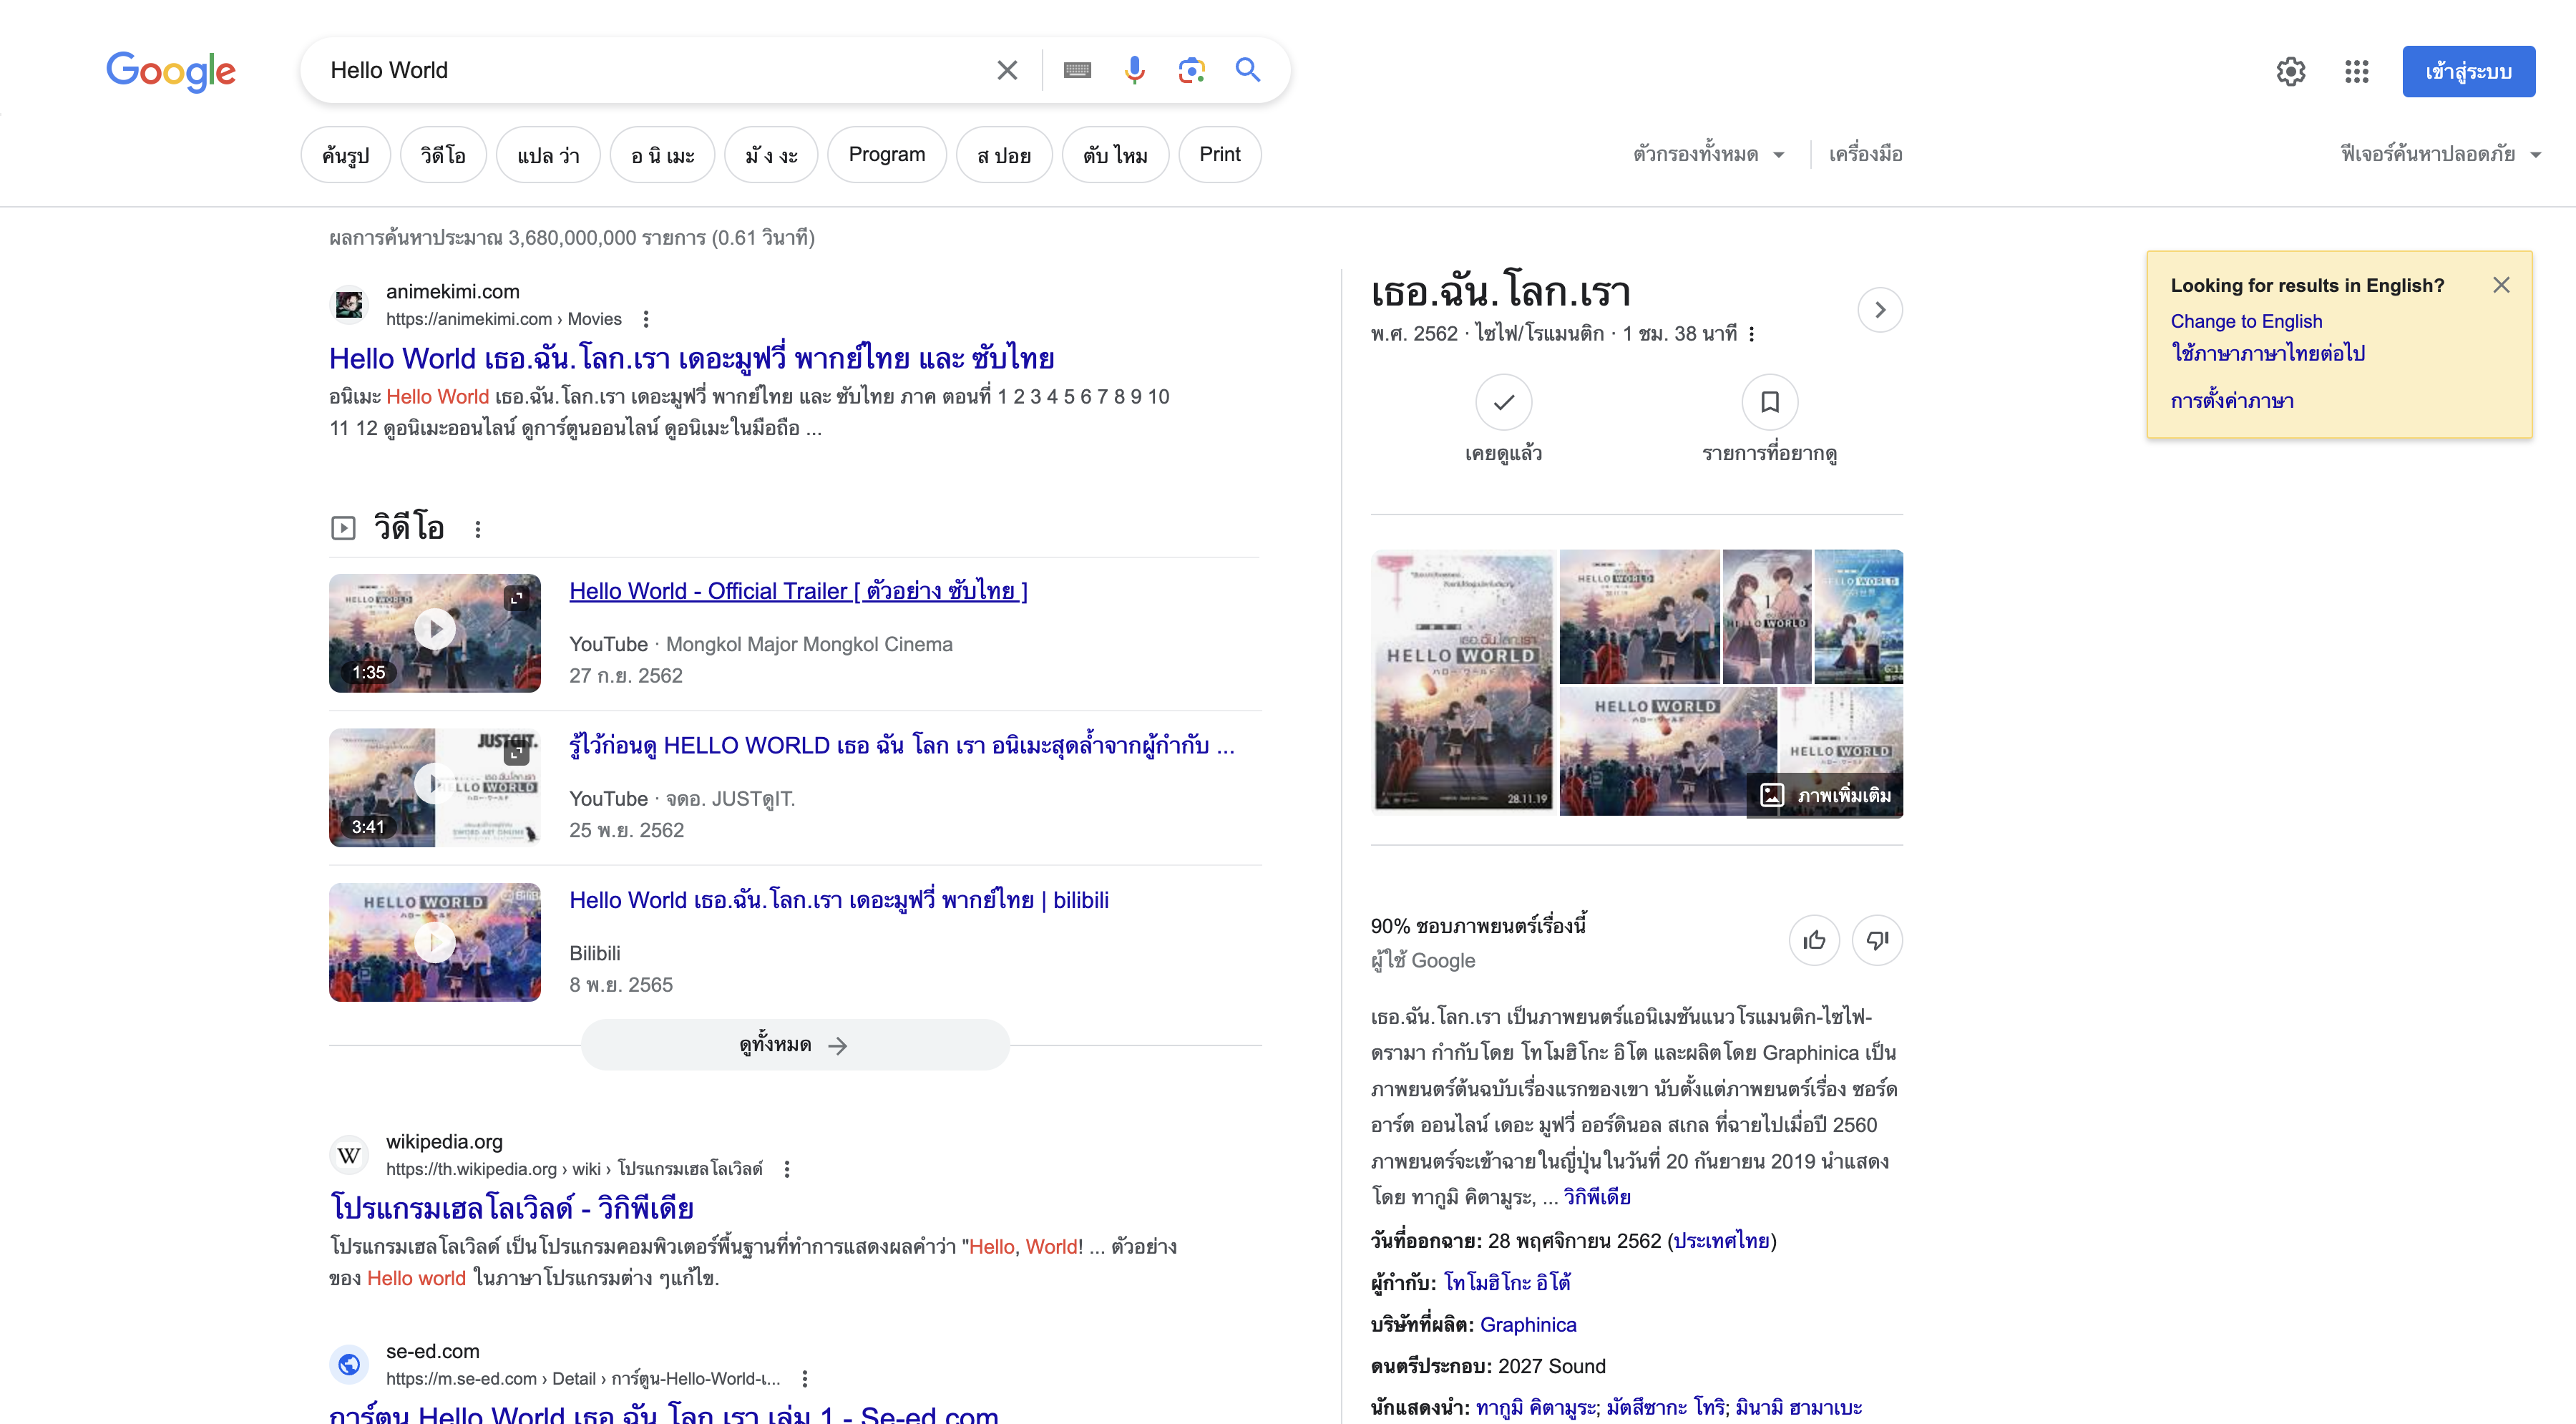 Google
Hello World
เข้าสู่ระบบ
ค้นรูป
วิดีโอ
แปล ว่า
อ นิ เมะ
มั ง งะ
Program
ส ปอย
ตับ ไหม
Print
ตัวกรองทั้งหมด
เครื่องมือ
ฟีเจอร์ค้นหาปลอดภัย
ผลการค้นหาประมาณ 3,680,000,000 รายการ (0.61 วินาที)
animekimi.com
https://animekimi.com › Movies
Hello World เธอ.ฉัน.โลก.เรา เดอะมูฟวี่ พากย์ไทย และ ซับไทย
อนิเมะ Hello World เธอ.ฉัน.โลก.เรา เดอะมูฟวี่ พากย์ไทย และ ซับไทย ภาค ตอนที่ 1 2 3 4 5 6 7 8 9 10
11 12 ดูอนิเมะออนไลน์ ดูการ์ตูนออนไลน์ ดูอนิเมะในมือถือ ...
วิดีโอ
HELLO WORLD
1:35
Hello World - Official Trailer [ ตัวอย่าง ซับไทย ]
YouTube · Mongkol Major Mongkol Cinema
27 ก.ย. 2562
3:41
รู้ไว้ก่อนดู HELLO WORLD เธอ ฉัน โลก เรา อนิเมะสุดล้ำจากผู้กำกับ ...
YouTube · จดอ. JUSTดูIT.
25 พ.ย. 2562
HELLO WORLD
Hello World เธอ.ฉัน.โลก.เรา เดอะมูฟวี่ พากย์ไทย | bilibili
Bilibili
8 พ.ย. 2565
ดูทั้งหมด
W
wikipedia.org
https://th.wikipedia.org › wiki › โปรแกรมเฮลโลเวิลด์
โปรแกรมเฮลโลเวิลด์ - วิกิพีเดีย
โปรแกรมเฮลโลเวิลด์ เป็นโปรแกรมคอมพิวเตอร์พื้นฐานที่ทำการแสดงผลคำว่า "Hello, World! ... ตัวอย่าง
ของ Hello world ในภาษาโปรแกรมต่าง ๆแก้ไข.
se-ed.com
https://m.se-ed.com › Detail › การ์ตูน-Hello-World-เ...
การ์ตูน Hello World เธอ ฉัน โลก เรา เล่ม 1 - Se-ed.com
เธอ.ฉัน.โลก.เรา
พ.ศ. 2562 · ไซไฟ/โรแมนติก · 1 ชม. 38 นาที
เคยดูแล้ว
รายการที่อยากดู
เธอ.ฉัน.โลก.เรา
HELLO WORLD
28.11.19
HELLO WORLD
HELLO WORLD
HELLO WORLD
HELLO WORLD
HELLO WORLD
ภาพเพิ่มเติม
90% ชอบภาพยนตร์เรื่องนี้
ผู้ใช้ Google
เธอ.ฉัน.โลก.เรา เป็นภาพยนตร์แอนิเมชันแนวโรแมนติก-ไซไฟ-
ดรามา กำกับโดย โทโมฮิโกะ อิโต และผลิตโดย Graphinica เป็น
ภาพยนตร์ต้นฉบับเรื่องแรกของเขา นับตั้งแต่ภาพยนตร์เรื่อง ซอร์ด
อาร์ต ออนไลน์ เดอะ มูฟวี่ ออร์ดินอล สเกล ที่ฉายไปเมื่อปี 2560
ภาพยนตร์จะเข้าฉายในญี่ปุ่นในวันที่ 20 กันยายน 2019 นำแสดง
โดย ทากูมิ คิตามูระ, ... วิกิพีเดีย
วันที่ออกฉาย: 28 พฤศจิกายน 2562 (ประเทศไทย)
ผู้กำกับ: โทโมฮิโกะ อิโต้
บริษัทที่ผลิต: Graphinica
ดนตรีประกอบ: 2027 Sound
นักแสดงนำ: ทากูมิ คิตามูระ; มัตสึซากะ โทริ; มินามิ ฮามาเบะ
Looking for results in English?
Change to English
ใช้ภาษาภาษาไทยต่อไป
การตั้งค่าภาษา